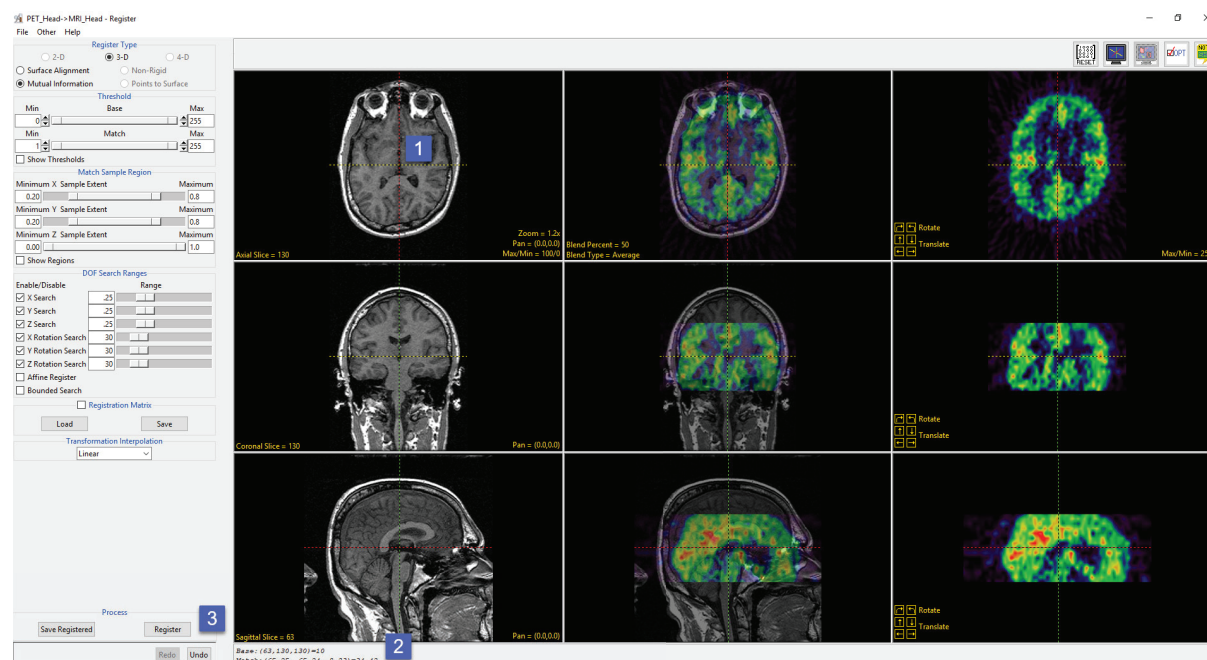 PET_Head->MRI_Head - Register
File Other Help
Register Type
2-D 3-D 4-D
Surface Alignment Non-Rigid
Mutual Information Points to Surface
Threshold
Min Base Max
0 255
Min Match Max
1 255
Show Thresholds
Match Sample Region
Minimum X Sample Extent Maximum
0.20 0.8
Minimum Y Sample Extent Maximum
0.20 0.8
Minimum Z Sample Extent Maximum
0.00 1.0
Show Regions
DOF Search Ranges
Enable/Disable Range
X Search .25
Y Search .25
Z Search .25
X Rotation Search 30
Y Rotation Search 30
Z Rotation Search 30
Affine Register
Bounded Search
Registration Matrix
Load Save
Transformation Interpolation
Linear
Process
Save Registered Register
3
Redo Undo
RESET OPT NOT
1
Zoom = 1.2x
Pan = (0.0,0.0)
Axial Slice = 130 Max/Min = 100/0
Blend Percent = 50
Blend Type = Average
Rotate
Translate
Max/Min = 25
Coronal Slice = 130 Pan = (0.0,0.0)
Rotate
Translate
Sagittal Slice = 63 Pan = (0.0,0.0)
Rotate
Translate
2
Base:(63,130,130)=10